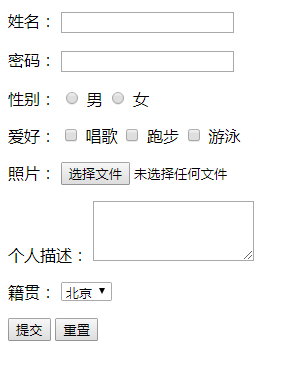 姓名：
密码：
性别： 男 女
爱好： 唱歌 跑步 游泳
照片： 选择文件 未选择任何文件
个人描述：
籍贯： 北京
提交 重置